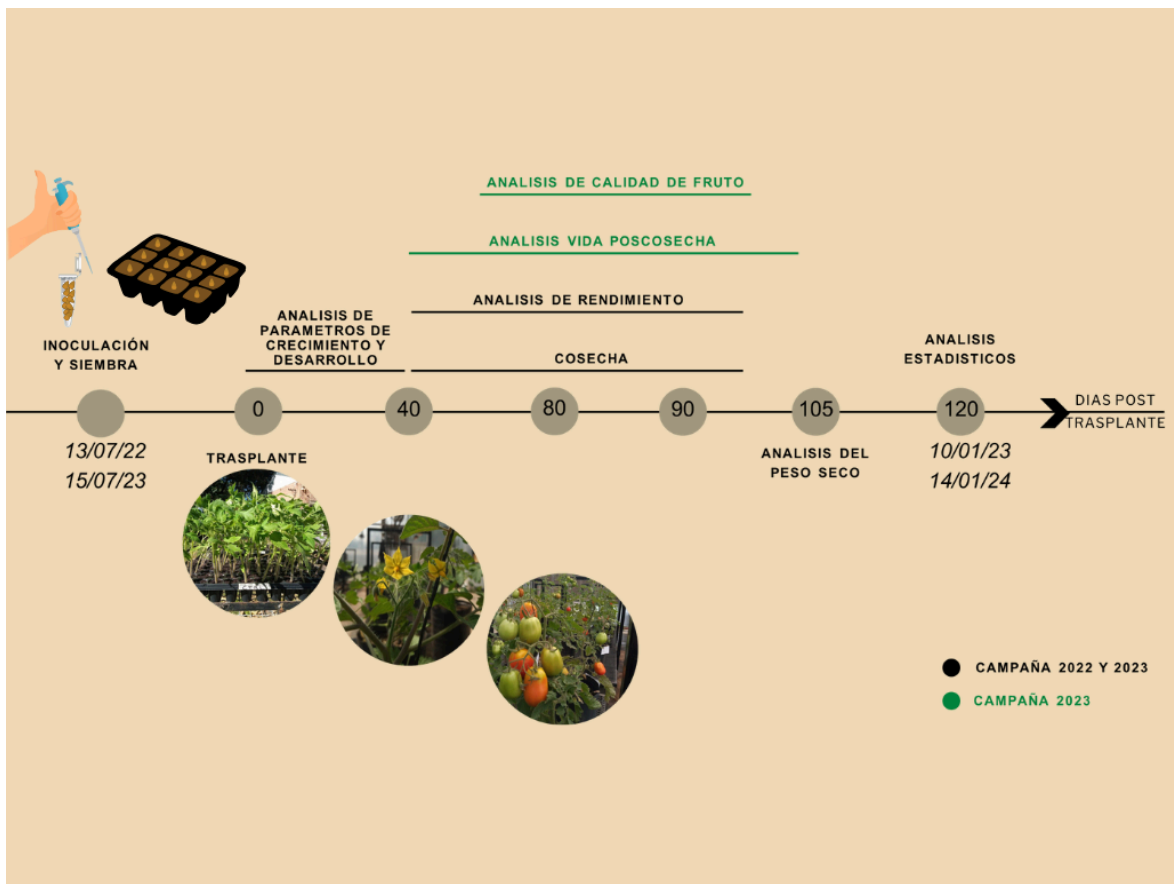 ANALISIS DE CALIDAD DE FRUTO
ANALISIS VIDA POSCOSECHA
ANALISIS DE RENDIMIENTO
INOCULACIÓN
Y SIEMBRA
ANALISIS DE
PARAMETROS DE
CRECIMIENTO Y
DESARROLLO
COSECHA
ANALISIS
ESTADISTICOS
0
40
80
90
105
120
DIAS POST
TRASPLANTE
13/07/22
15/07/23
TRASPLANTE
ANALISIS DEL
PESO SECO
10/01/23
14/01/24
CAMPAÑA 2022 Y 2023
CAMPAÑA 2023